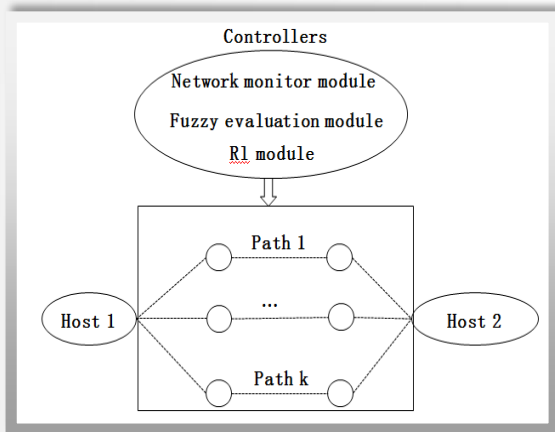 Controllers
Network monitor module
Fuzzy evaluation module
Rl module
Path 1
...
Host 1
Host 2
Path k